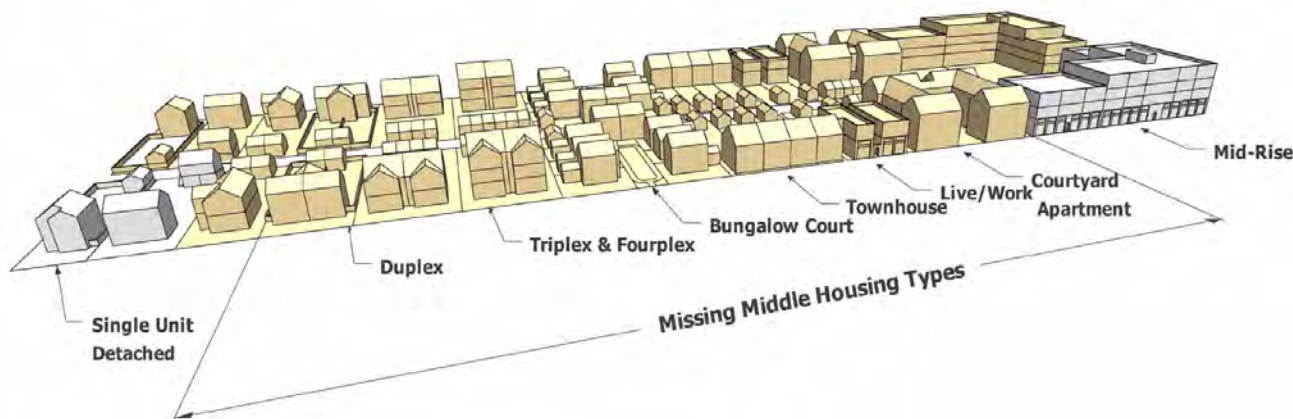 Single Unit
Detached
Duplex
Triplex & Fourplex
Bungalow Court
Townhouse
Live/Work
Courtyard
Apartment
Mid-Rise
Missing Middle Housing Types